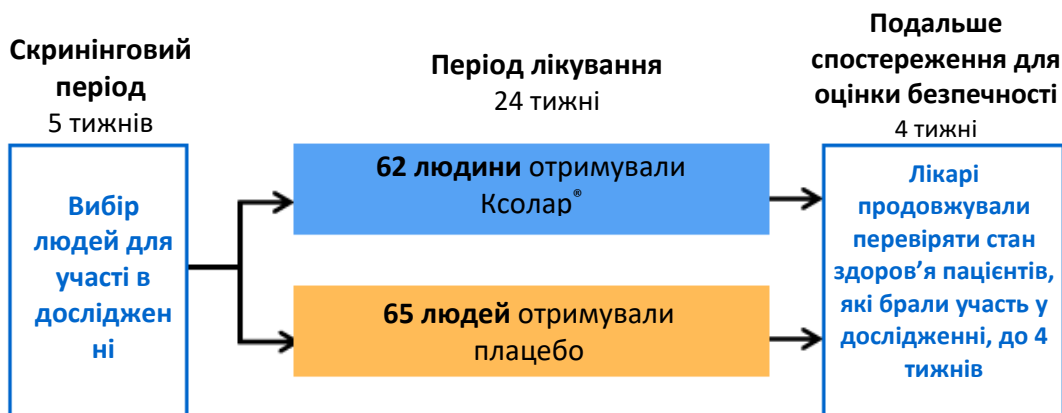 Скринінговий
період
5 тижнів
Вибір
людей для
участі в
дослідженні
ні
Період лікування
24 тижні
62 людини отримували
Ксолар®
65 людей отримували
плацебо
Подальше
спостереження для
оцінки безпечності
4 тижні
Лікарі
продовжували
перевіряти стан
здоров’я пацієнтів,
які брали участь у
дослідженні, до 4
тижнів